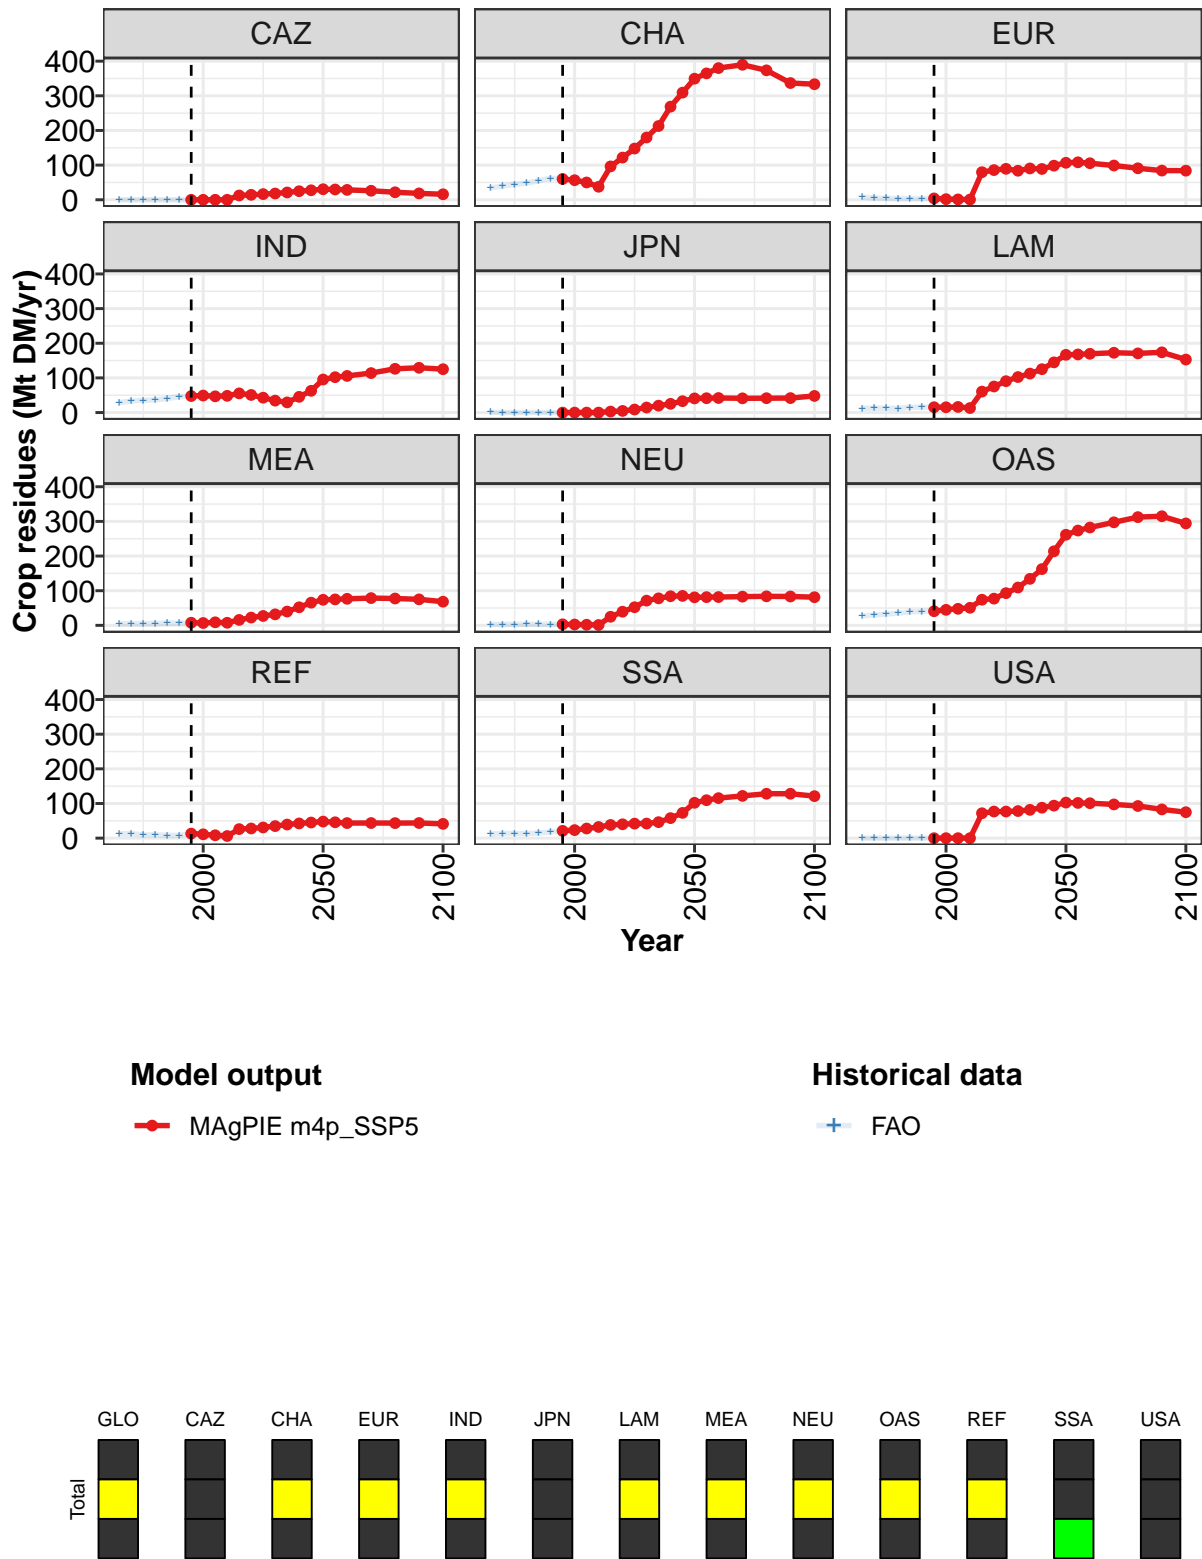 CAZ CHA EUR
400
300
200
100
0
IND JPN LAM
400
300
200
100
0
MEA NEU OAS
400
300
200
100
0
REF SSA USA
400
300
200
100
0
Crop residues (Mt DM/yr)
2000 2050 2100 2000 2050 2100 2000 2050 2100
Year
Model output Historical data
MAgPIE m4p_SSP5 FAO
GLO CAZ CHA EUR IND JPN LAM MEA NEU OAS REF SSA USA
Total